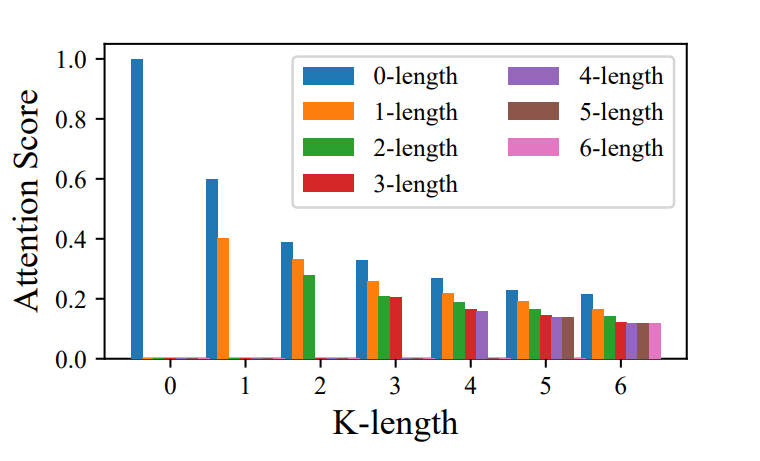 1.0
0.8
0.6
0.4
0.2
0.0
Attention Score
0-length
1-length
2-length
3-length
4-length
5-length
6-length
0 1 2 3 4 5 6
K-length